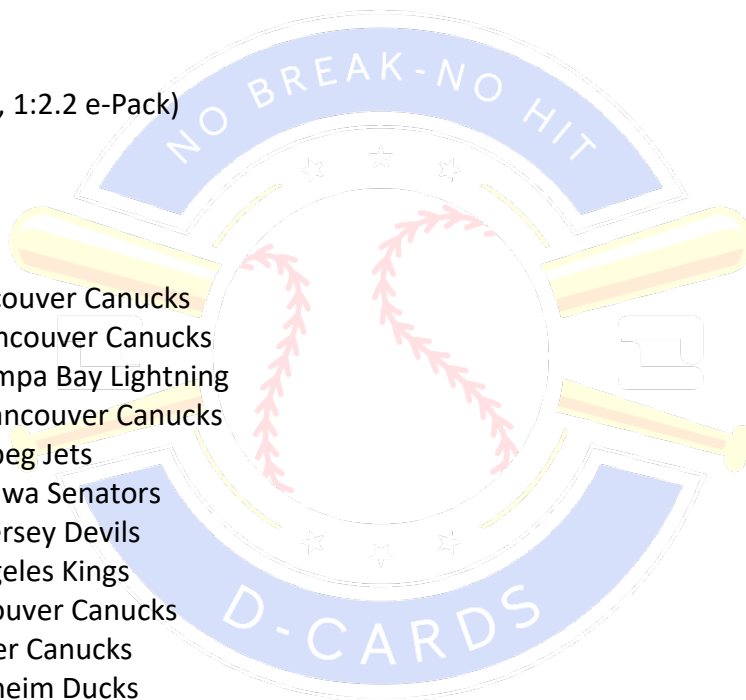 NO BREAK-NO HIT
, 1:2.2 e-Pack)
couver Canucks
ncouver Canucks
mpa Bay Lightning
ancouver Canucks
peg Jets
wa Senators
ersey Devils
geles Kings
ouver Canucks
er Canucks
heim Ducks
D-CARDS